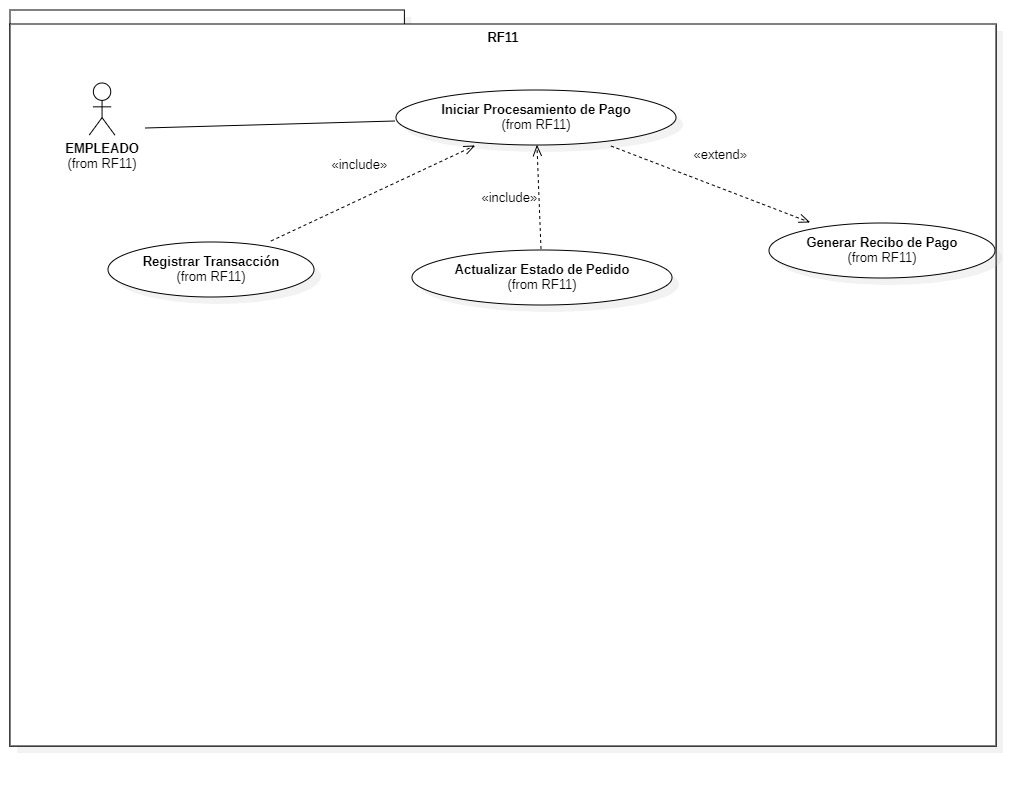 RF11
Iniciar Procesamiento de Pago
(from RF11)
EMPLEADO
(from RF11)
«include»
«extend»
«include»
Registrar Transacción
(from RF11)
Actualizar Estado de Pedido
(from RF11)
Generar Recibo de Pago
(from RF11)